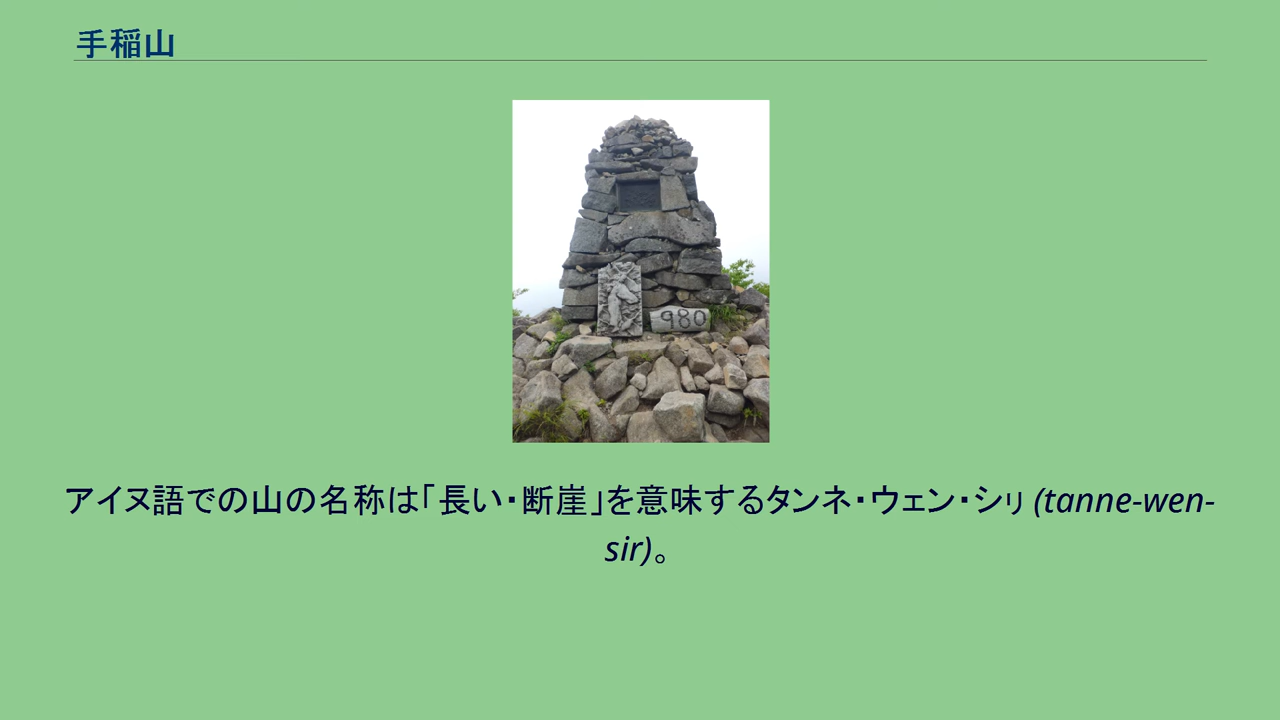 手稲山
980
アイヌ語での山の名称は「長い・断崖」を意味するタンネ・ウェン・シㇼ (tanne-wen-
sir)。